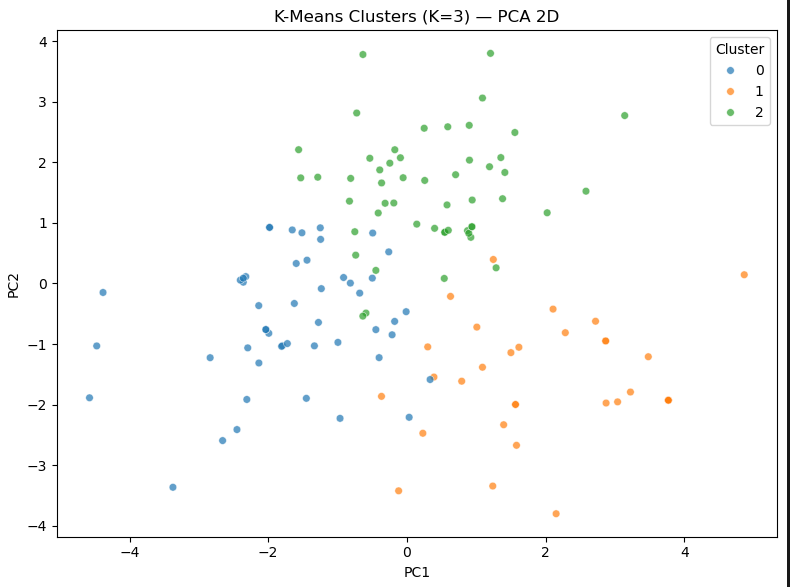 K-Means Clusters (K=3) — PCA 2D
Cluster
0
1
2
4
3
2
1
0
−1
−2
−3
−4
PC2
−4 −2 0 2 4
PC1